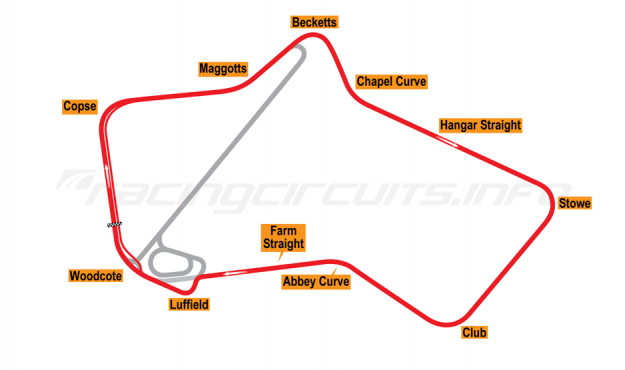 Becketts
Maggotts
Chapel Curve
Copse
Hangar Straight
racingcircuits.info
Stowe
Farm
Straight
Woodcote
Abbey Curve
Luffield
Club